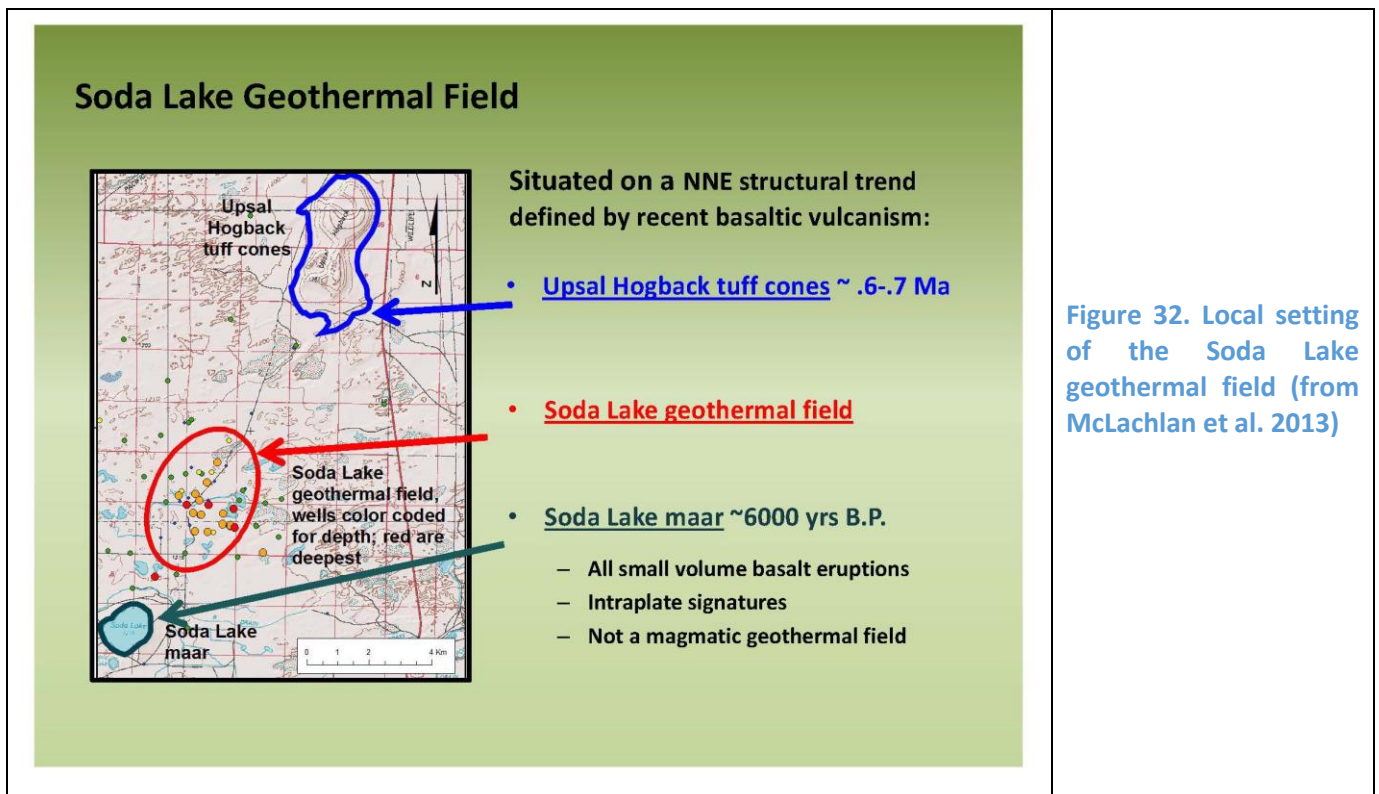 Soda Lake Geothermal Field
Upsal
Hogback
tuff cones
N
Soda Lake
geothermal field,
wells color coded
for depth; red are
deepest
Soda Lake
Soda Lake
maar
0 1 2 4 Km
Situated on a NNE structural trend
defined by recent basaltic vulcanism:
• Upsal Hogback tuff cones ~ .6-.7 Ma
• Soda Lake geothermal field
• Soda Lake maar ~6000 yrs B.P.
– All small volume basalt eruptions
– Intraplate signatures
– Not a magmatic geothermal field
Figure 32. Local setting
of the Soda Lake
geothermal field (from
McLachlan et al. 2013)